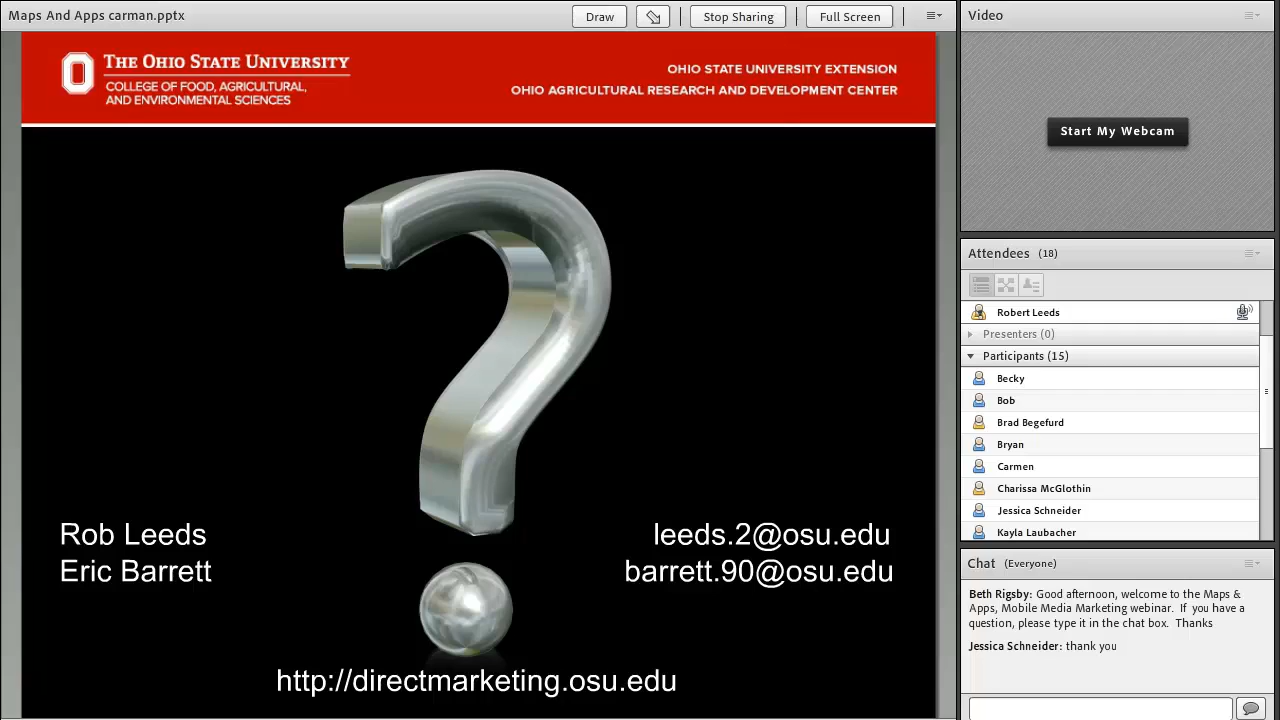 Maps And Apps carman.pptx
Draw
Stop Sharing
Full Screen
THE OHIO STATE UNIVERSITY
COLLEGE OF FOOD, AGRICULTURAL,
AND ENVIRONMENTAL SCIENCES
OHIO STATE UNIVERSITY EXTENSION
OHIO AGRICULTURAL RESEARCH AND DEVELOPMENT CENTER
?
Rob Leeds leeds.2@osu.edu
Eric Barrett barrett.90@osu.edu
http://directmarketing.osu.edu
Video
Start My Webcam
Attendees (18)
Robert Leeds
Presenters (0)
Participants (15)
Becky
Bob
Brad Begefurd
Bryan
Carmen
Charissa McGlothin
Jessica Schneider
Kayla Laubacher
Chat (Everyone)
Beth Rigsby: Good afternoon, welcome to the Maps &
Apps, Mobile Media Marketing webinar. If you have a
question, please type it in the chat box. Thanks
Jessica Schneider: thank you